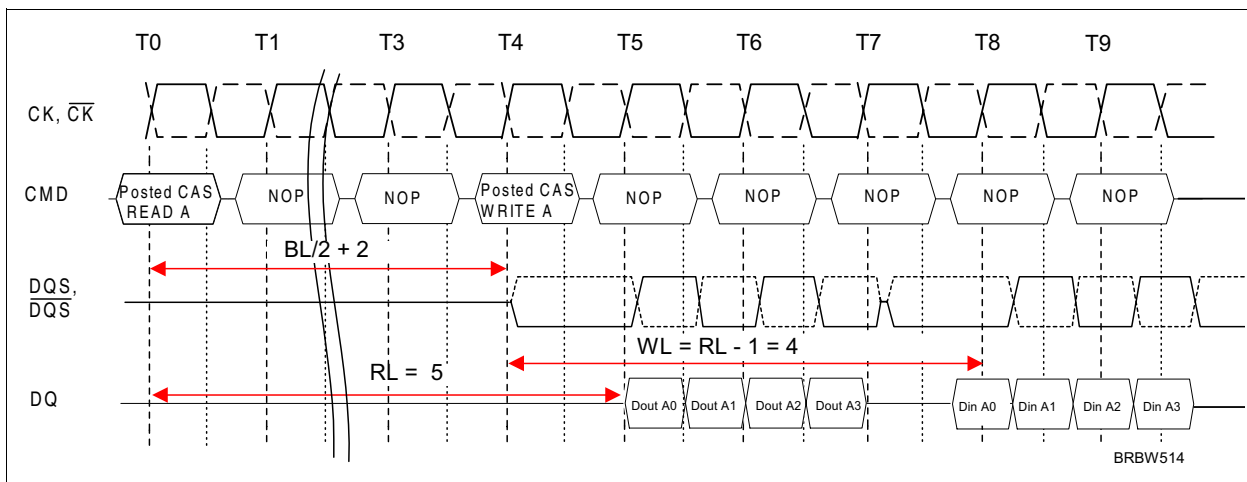 T0 T1 T3 T4 T5 T6 T7 T8 T9
CK, C̅K̅
CMD
Posted CAS
READ A
NOP
NOP
Posted CAS
WRITE A
NOP
NOP
NOP
NOP
NOP
BL/2 + 2
DQS,
D̅Q̅S̅
WL = RL - 1 = 4
RL = 5
DQ
Dout A0 Dout A1 Dout A2 Dout A3 Din A0 Din A1 Din A2 Din A3
BRBW514